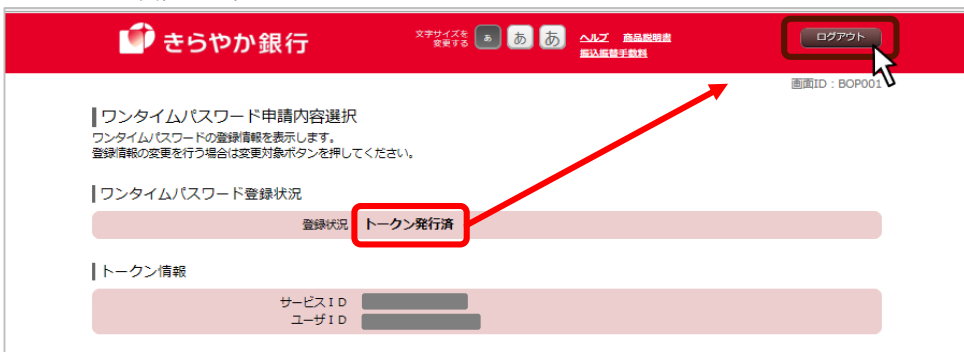 きらやか銀行
文字サイズを
変更する
あ あ あ
ヘルプ 商品説明書
振込振替手数料
ログアウト
画面ID：BOP001
ワンタイムパスワード申請内容選択
ワンタイムパスワードの登録情報を表示します。
登録情報の変更を行う場合は変更対象ボタンを押してください。
ワンタイムパスワード登録状況
登録状況 トークン発行済
トークン情報
サービスＩＤ
ユーザＩＤ